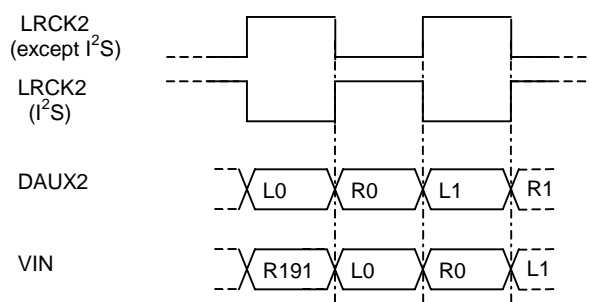 LRCK2
(except I²S)
LRCK2
(I²S)
DAUX2 L0 R0 L1 R1
VIN R191 L0 R0 L1